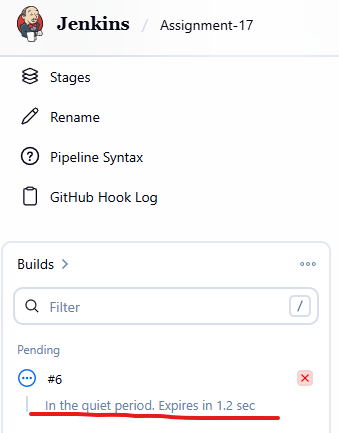 Jenkins / Assignment-17
Stages
Rename
Pipeline Syntax
GitHub Hook Log
Builds
Filter /
Pending
#6
In the quiet period. Expires in 1.2 sec